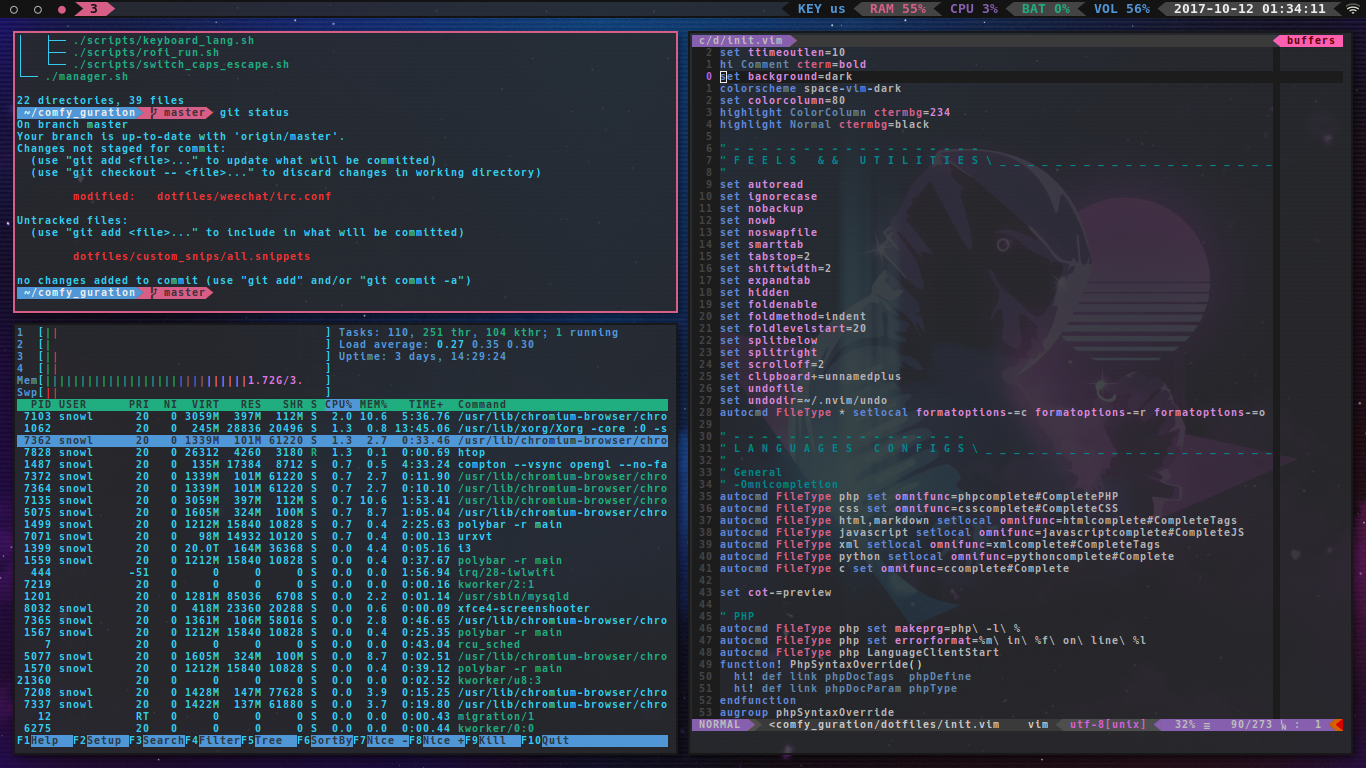 3 KEY us RAM 55% CPU 3% BAT 0% VOL 56% 2017-10-12 01:34:11
├── ./scripts/keyboard_lang.sh
├── ./scripts/rofi_run.sh
└── ./scripts/switch_caps_escape.sh
└── ./manager.sh
22 directories, 39 files
~/comfy_guration master git status
On branch master
Your branch is up-to-date with 'origin/master'.
Changes not staged for commit:
(use "git add <file>..." to update what will be committed)
(use "git checkout -- <file>..." to discard changes in working directory)
modified:   dotfiles/weechat/irc.conf
Untracked files:
(use "git add <file>..." to include in what will be committed)
dotfiles/custom_snips/all.snippets
no changes added to commit (use "git add" and/or "git commit -a")
~/comfy_guration master
1 [|| ] Tasks: 110, 251 thr, 104 kthr; 1 running
2 [| ] Load average: 0.27 0.35 0.30
3 [|| ] Uptime: 3 days, 14:29:24
4 [|| ]
Mem[|||||||||||||||||||||||||||||1.72G/3. ]
Swp[|| ]
PID USER PRI NI VIRT RES SHR S CPU% MEM% TIME+ Command
7103 snowl 20 0 3059M 397M 112M S 2.0 10.6 5:36.76 /usr/lib/chromium-browser/chro
1062 20 0 245M 28836 20496 S 1.3 0.8 13:45.06 /usr/lib/xorg/Xorg -core :0 -s
7362 snowl 20 0 1339M 101M 61220 S 1.3 2.7 0:33.46 /usr/lib/chromium-browser/chro
7828 snowl 20 0 26312 4260 3180 R 1.3 0.1 0:00.69 htop
1487 snowl 20 0 135M 17384 8712 S 0.7 0.5 4:33.24 compton --vsync opengl --no-fa
7372 snowl 20 0 1339M 101M 61220 S 0.7 2.7 0:11.90 /usr/lib/chromium-browser/chro
7364 snowl 20 0 1339M 101M 61220 S 0.7 2.7 0:10.10 /usr/lib/chromium-browser/chro
7135 snowl 20 0 3059M 397M 112M S 0.7 10.6 1:53.41 /usr/lib/chromium-browser/chro
5075 snowl 20 0 1605M 324M 100M S 0.7 8.7 1:05.04 /usr/lib/chromium-browser/chro
1499 snowl 20 0 1212M 15840 10828 S 0.7 0.4 2:25.63 polybar -r main
7071 snowl 20 0 98M 14932 10120 S 0.7 0.4 0:00.13 urxvt
1399 snowl 20 0 20.0T 164M 36368 S 0.0 4.4 0:05.16 i3
1559 snowl 20 0 1212M 15840 10828 S 0.0 0.4 0:37.67 polybar -r main
444 -51 0 0 0 0 S 0.0 0.0 1:56.94 irq/28-iwlwifi
7219 20 0 0 0 0 S 0.0 0.0 0:00.16 kworker/2:1
1201 20 0 1281M 85036 6708 S 0.0 2.2 0:01.14 /usr/sbin/mysqld
8032 snowl 20 0 418M 23360 20288 S 0.0 0.6 0:00.09 xfce4-screenshooter
7365 snowl 20 0 1361M 106M 58016 S 0.0 2.8 0:46.65 /usr/lib/chromium-browser/chro
1567 snowl 20 0 1212M 15840 10828 S 0.0 0.4 0:25.35 polybar -r main
7 20 0 0 0 0 S 0.0 0.0 0:43.04 rcu_sched
5077 snowl 20 0 1605M 324M 100M S 0.0 8.7 0:02.51 /usr/lib/chromium-browser/chro
1570 snowl 20 0 1212M 15840 10828 S 0.0 0.4 0:39.12 polybar -r main
21360 20 0 0 0 0 S 0.0 0.0 0:02.52 kworker/u8:3
7208 snowl 20 0 1428M 147M 77628 S 0.0 3.9 0:15.25 /usr/lib/chromium-browser/chro
7337 snowl 20 0 1422M 137M 61880 S 0.0 3.7 0:19.80 /usr/lib/chromium-browser/chro
12 RT 0 0 0 0 S 0.0 0.0 0:00.43 migration/1
6275 20 0 0 0 0 S 0.0 0.0 0:00.44 kworker/0:0
F1Help F2Setup F3SearchF4FilterF5Tree F6SortByF7Nice -F8Nice +F9Kill F10Quit
c/d/init.vim buffers
2 set ttimeoutlen=10
1 hi Comment cterm=bold
0 set background=dark
1 colorscheme space-vim-dark
2 set colorcolumn=80
3 highlight ColorColumn ctermbg=234
4 highlight Normal ctermbg=black
5
6 " - - - - - - - - - - - - - - - - - -
7 " F E E L S   & &   U T I L I T I E S \ _ _ _ _ _ _ _ _ _ _ _ _ _ _ _ _ _ _ _ _
8 "
9 set autoread
10 set ignorecase
11 set nobackup
12 set nowb
13 set noswapfile
14 set smarttab
15 set tabstop=2
16 set shiftwidth=2
17 set expandtab
18 set hidden
19 set foldenable
20 set foldmethod=indent
21 set foldlevelstart=20
22 set splitbelow
23 set splitright
24 set scrolloff=2
25 set clipboard+=unnamedplus
26 set undofile
27 set undodir=~/.nvim/undo
28 autocmd FileType * setlocal formatoptions-=c formatoptions-=r formatoptions-=o
29
30 " - - - - - - - - - - - - - - - - -
31 " L A N G U A G E S   C O N F I G S \ _ _ _ _ _ _ _ _ _ _ _ _ _ _ _ _ _ _ _ _ _
32 "
33 " General
34 " -Omnicompletion
35 autocmd FileType php set omnifunc=phpcomplete#CompletePHP
36 autocmd FileType css set omnifunc=csscomplete#CompleteCSS
37 autocmd FileType html,markdown setlocal omnifunc=htmlcomplete#CompleteTags
38 autocmd FileType javascript setlocal omnifunc=javascriptcomplete#CompleteJS
39 autocmd FileType xml setlocal omnifunc=xmlcomplete#CompleteTags
40 autocmd FileType python setlocal omnifunc=pythoncomplete#Complete
41 autocmd FileType c set omnifunc=ccomplete#Complete
42
43 set cot-=preview
44
45 " PHP
46 autocmd FileType php set makeprg=php\ -l\ %
47 autocmd FileType php set errorformat=%m\ in\ %f\ on\ line\ %l
48 autocmd FileType php LanguageClientStart
49 function! PhpSyntaxOverride()
50 hi! def link phpDocTags  phpDefine
51 hi! def link phpDocParam phpType
52 endfunction
53 augroup phpSyntaxOverride
NORMAL <comfy_guration/dotfiles/init.vim vim utf-8[unix] 32% ≡ 90/273 ㏑ : 1